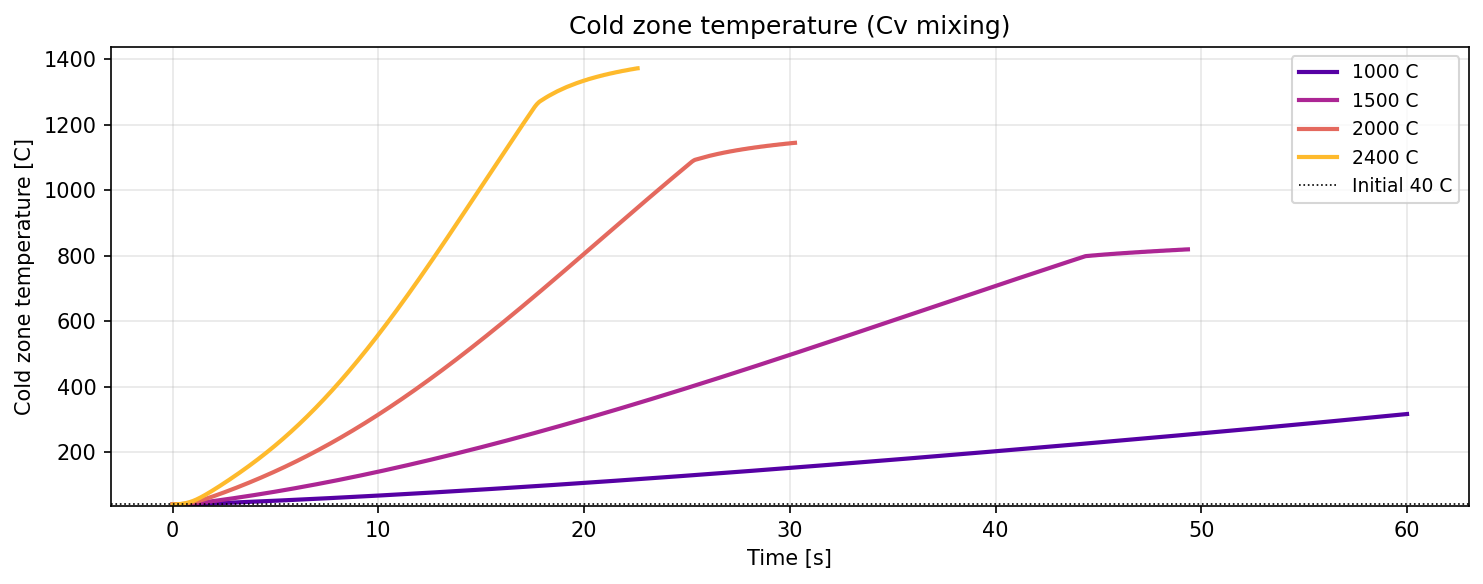 Cold zone temperature (Cv mixing)
Cold zone temperature [C]
1400
1200
1000
800
600
400
200
1000 C
1500 C
2000 C
2400 C
Initial 40 C
0
10
20
30
40
50
60
Time [s]